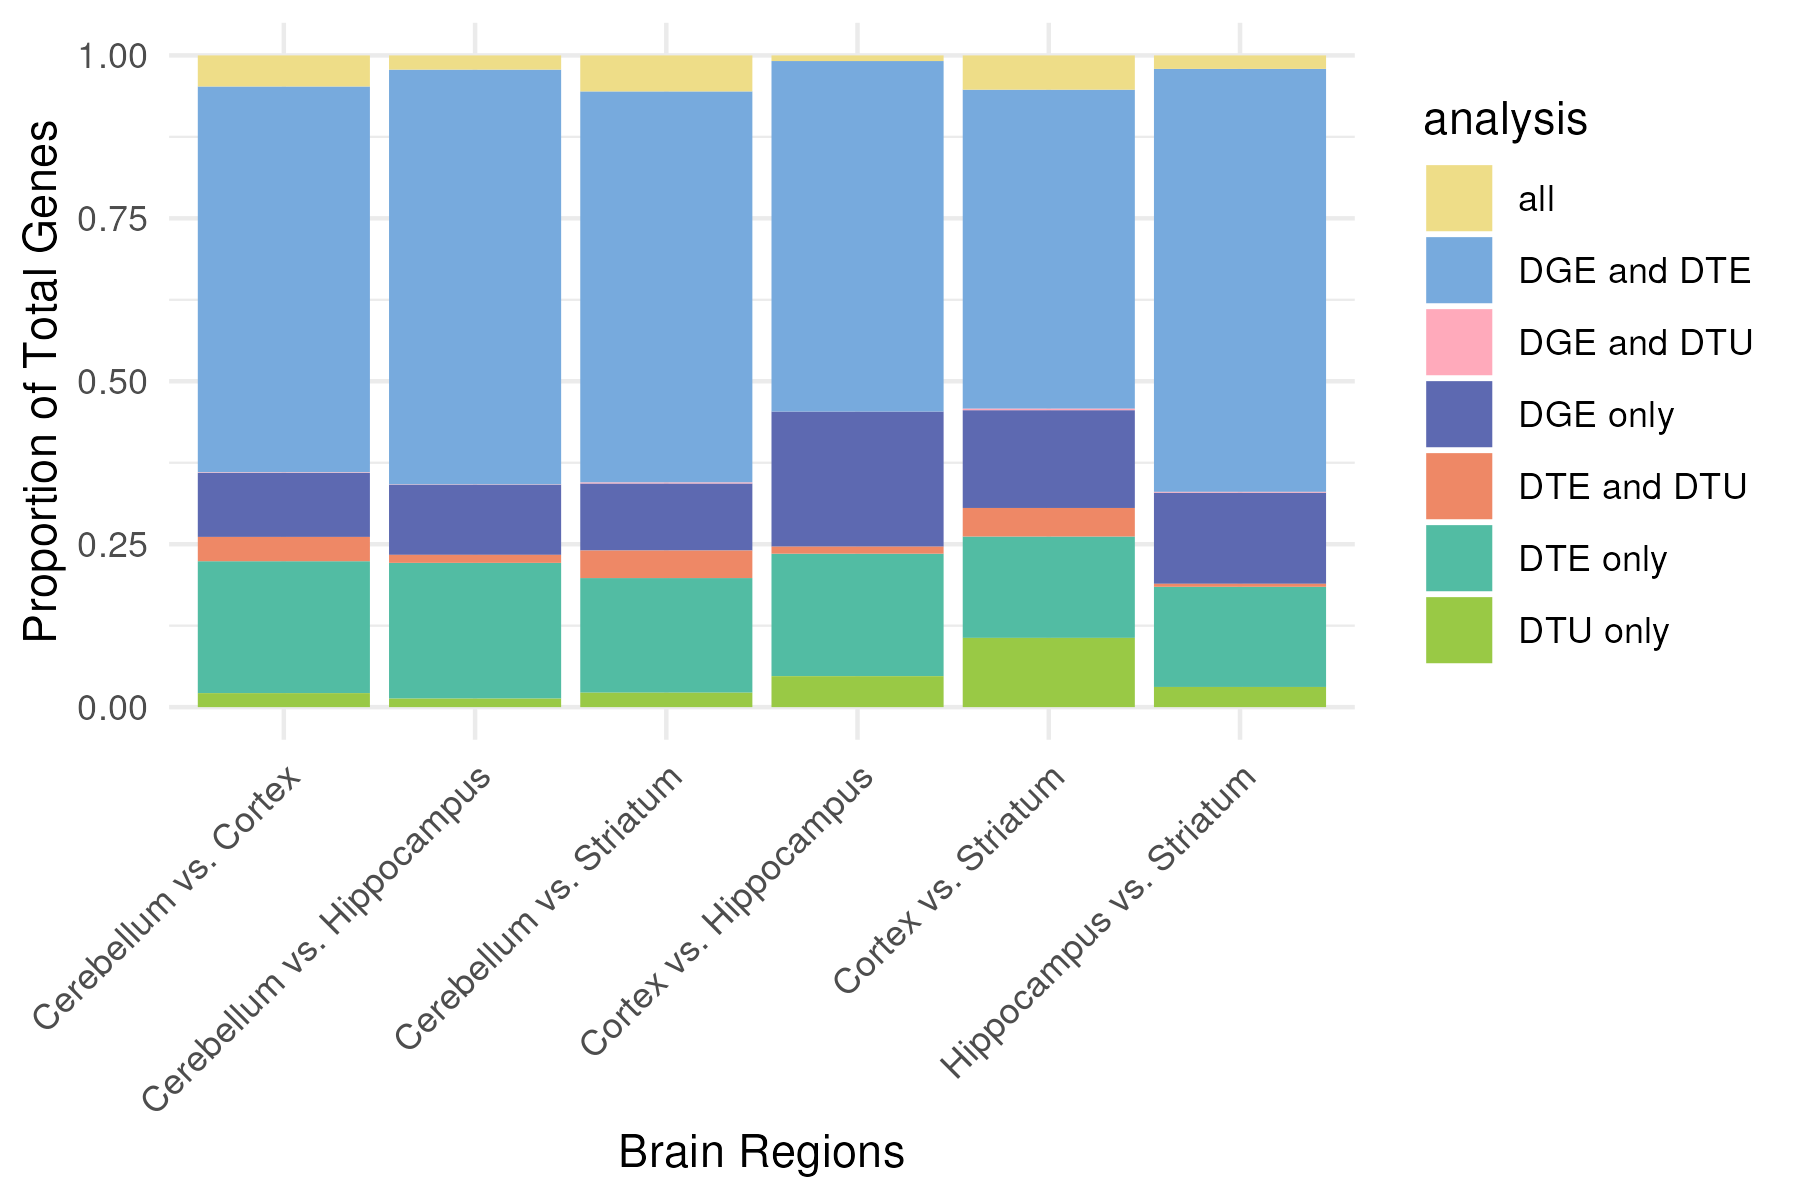 Proportion of Total Genes
1.00
0.75
0.50
0.25
0.00
Cerebellum vs. Cortex
Cerebellum vs. Hippocampus
Cerebellum vs. Striatum
Cortex vs. Hippocampus
Cortex vs. Striatum
Hippocampus vs. Striatum
Brain Regions
analysis
all
DGE and DTE
DGE and DTU
DGE only
DTE and DTU
DTE only
DTU only